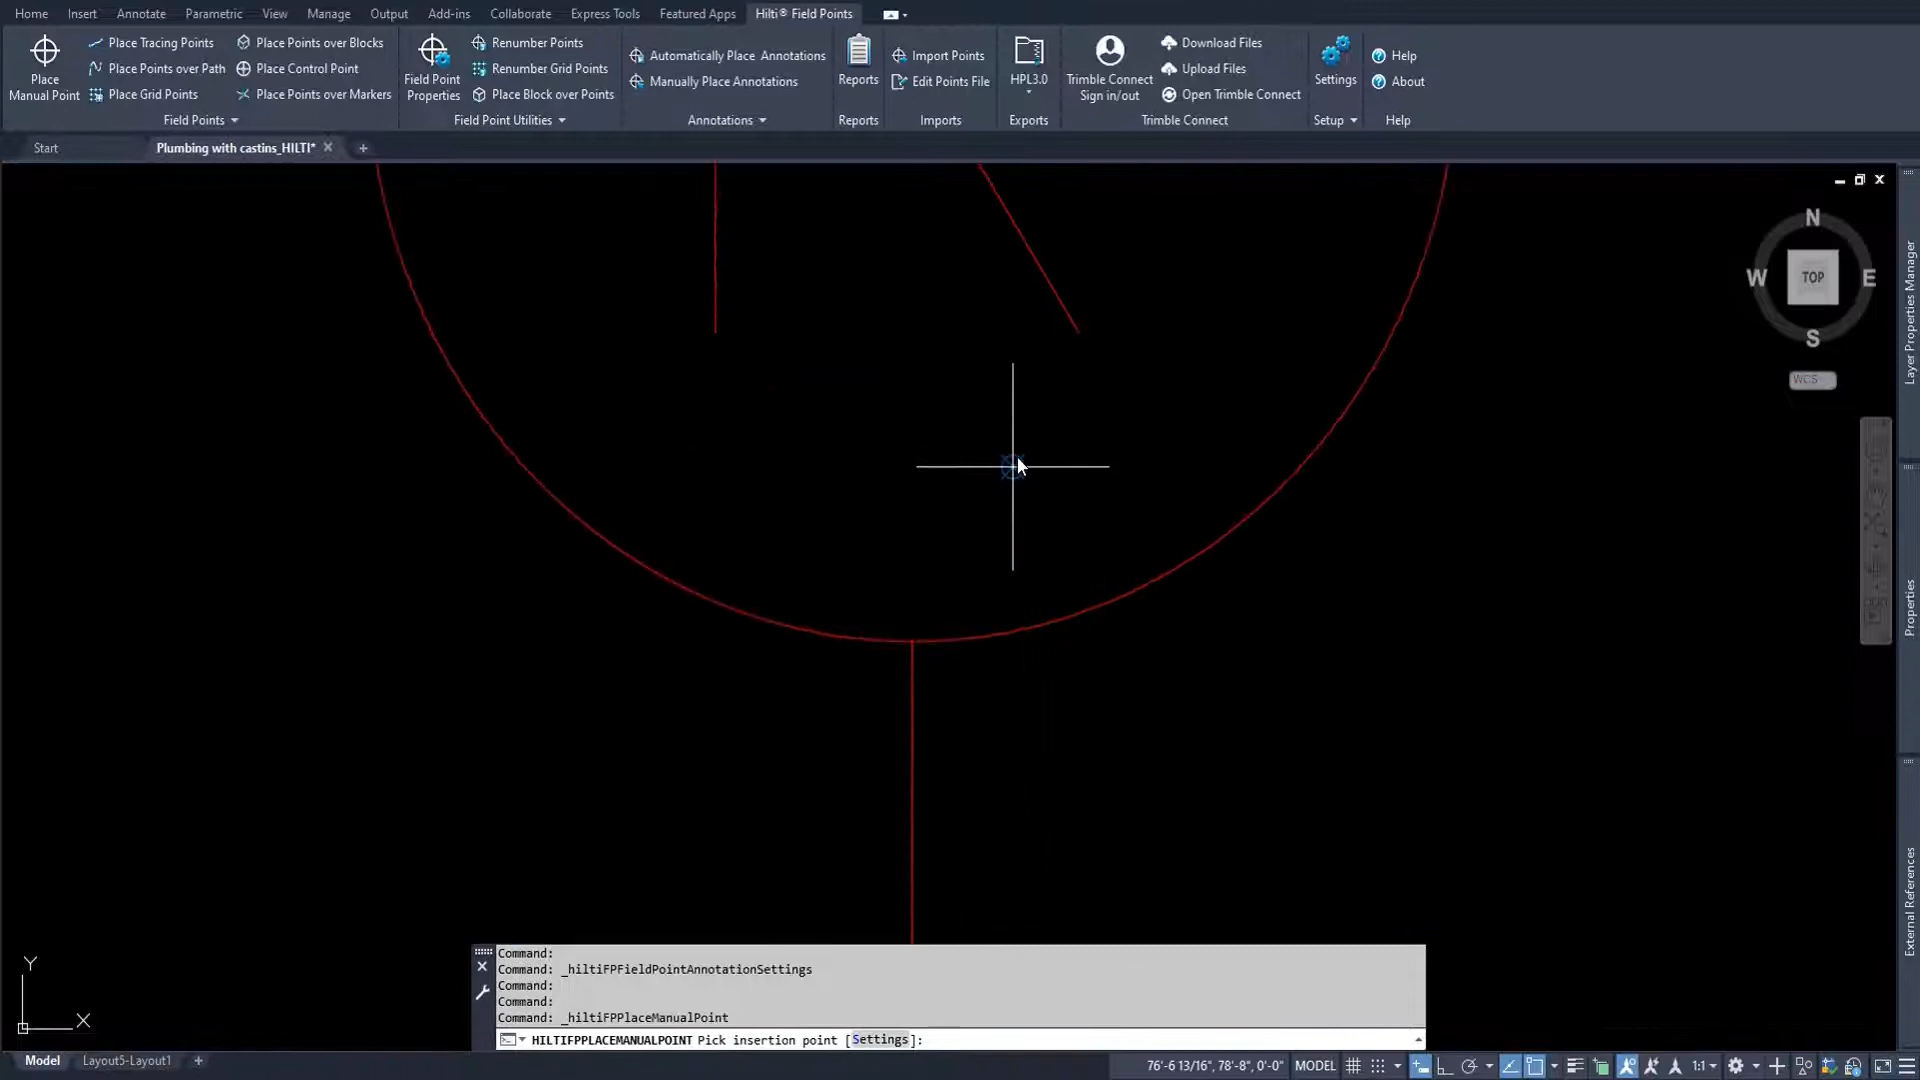 Home Insert Annotate Parametric View Manage Output Add-ins Collaborate Express Tools Featured Apps Hilti® Field Points
Place Manual Point
Place Tracing Points
Place Points over Path
Place Grid Points
Place Points over Blocks
Place Control Point
Place Points over Markers
Field Points
Field Point Properties
Renumber Points
Renumber Grid Points
Place Block over Points
Field Point Utilities
Automatically Place Annotations
Manually Place Annotations
Annotations
Reports
Reports
Import Points
Edit Points File
Imports
HPL3.0
Exports
Trimble Connect Sign in/out
Download Files
Upload Files
Open Trimble Connect
Trimble Connect
Settings
Setup
Help
About
Help
Start Plumbing with castins_HILTI*
N
W TOP E
S
WCS
Layer Properties Manager
Properties
External References
Y
X
Command:
Command: _hiltiFPFieldPointAnnotationSettings
Command:
Command:
Command: _hiltiFPPlaceManualPoint
HILTIFPPLACEMANUALPOINT Pick insertion point [Settings]:
Model Layout5-Layout1
76'-6 13/16", 78'-8", 0'-0" MODEL 1:1